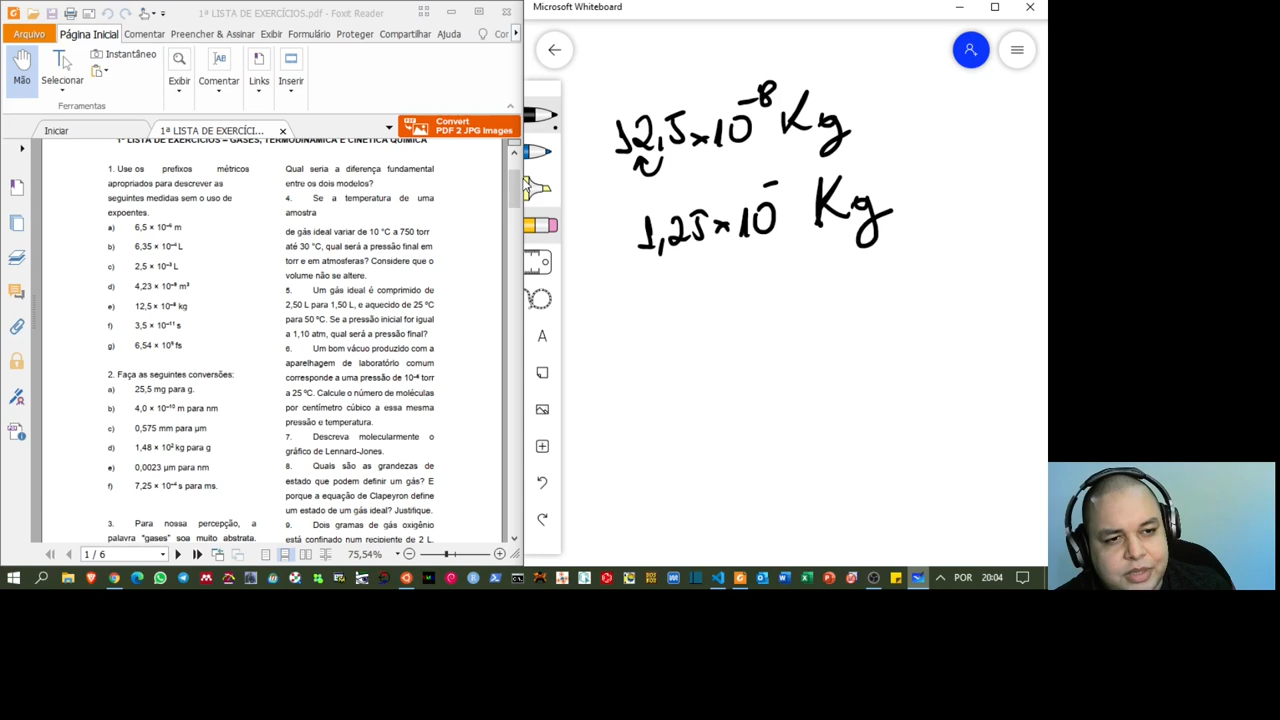 1ª LISTA DE EXERCÍCIOS.pdf - Foxit Reader
Microsoft Whiteboard
Arquivo Página Inicial Comentar Preencher & Assinar Exibir Formulário Proteger Compartilhar Ajuda
Mão
Selecionar
Instantâneo
Exibir
Comentar
Links
Inserir
Ferramentas
Convert
PDF 2 JPG Images
Iniciar
1ª LISTA DE EXERCÍCI...
1ª LISTA DE EXERCÍCIOS – GASES, TERMODINÂMICA E CINÉTICA QUÍMICA
1. Use os prefixos métricos
apropriados para descrever as
seguintes medidas sem o uso de
expoentes.
a) 6,5 × 10⁻⁶ m
b) 6,35 × 10⁻⁴ L
c) 2,5 × 10⁻³ L
d) 4,23 × 10⁻⁹ m³
e) 12,5 × 10⁻⁸ kg
f) 3,5 × 10⁻¹¹ s
g) 6,54 × 10⁹ fs
2. Faça as seguintes conversões:
a) 25,5 mg para g.
b) 4,0 × 10⁻¹⁰ m para nm
c) 0,575 mm para µm
d) 1,48 × 10² kg para g
e) 0,0023 µm para nm
f) 7,25 × 10⁻⁴ s para ms.
3. Para nossa percepção, a
palavra "gases" soa muito abstrata.
Qual seria a diferença fundamental
entre os dois modelos?
4. Se a temperatura de uma
amostra
de gás ideal variar de 10 °C a 750 torr
até 30 °C, qual será a pressão final em
torr e em atmosferas? Considere que o
volume não se altere.
5. Um gás ideal é comprimido de
2,50 L para 1,50 L, e aquecido de 25 ºC
para 50 ºC. Se a pressão inicial for igual
a 1,10 atm, qual será a pressão final?
6. Um bom vácuo produzido com a
aparelhagem de laboratório comum
corresponde a uma pressão de 10⁻⁶ torr
a 25 ºC. Calcule o número de moléculas
por centímetro cúbico a essa mesma
pressão e temperatura.
7. Descreva molecularmente o
gráfico de Lennard-Jones.
8. Quais são as grandezas de
estado que podem definir um gás? E
porque a equação de Clapeyron define
um estado de um gás ideal? Justifique.
9. Dois gramas de gás oxigênio
está confinado num recipiente de 2 L.
12,5×10⁻⁸ Kg
1,25×10⁻ Kg
1 / 6
75,54%
POR 20:04